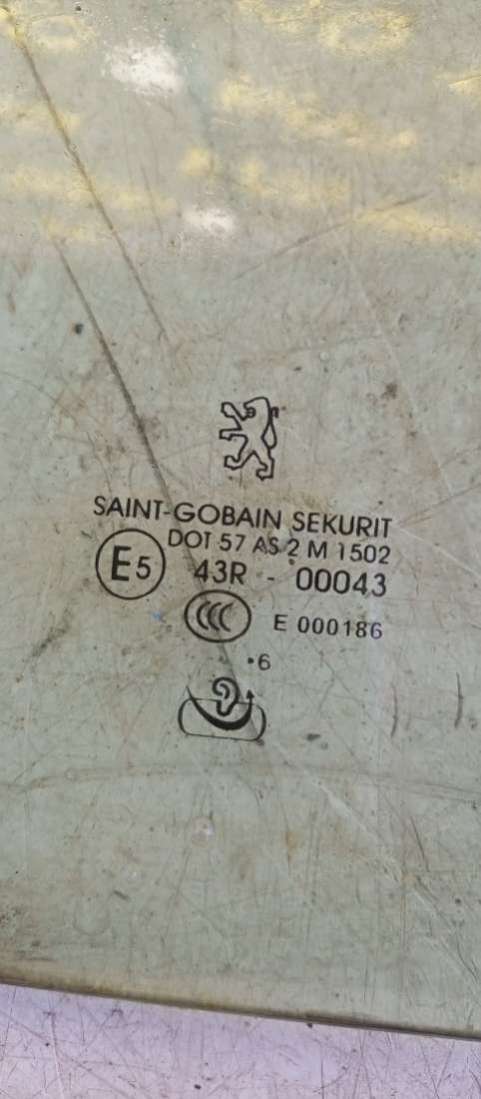 SAINT-GOBAIN SEKURIT
DOT 57 AS 2 M 1502
E5 43R - 00043
CCC E 000186
•6